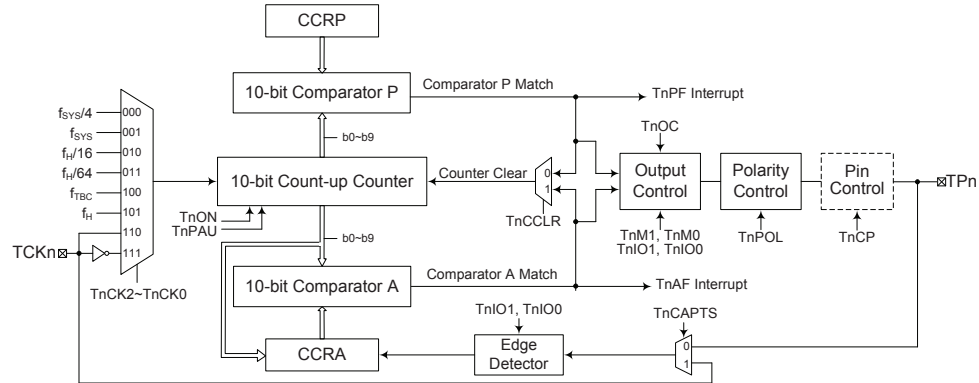 CCRP
10-bit Comparator P
Comparator P Match
TnPF Interrupt
b0~b9
TnOC
fSYS/4
000
fSYS
001
fH/16
010
fH/64
011
fTBC
100
fH
101
110
111
TCKn
TnCK2~TnCK0
10-bit Count-up Counter
TnON
TnPAU
Counter Clear
0
1
TnCCLR
Output
Control
TnM1, TnM0
TnIO1, TnIO0
Polarity
Control
TnPOL
Pin
Control
TnCP
TPn
b0~b9
10-bit Comparator A
Comparator A Match
TnAF Interrupt
CCRA
TnIO1, TnIO0
Edge
Detector
TnCAPTS
0
1